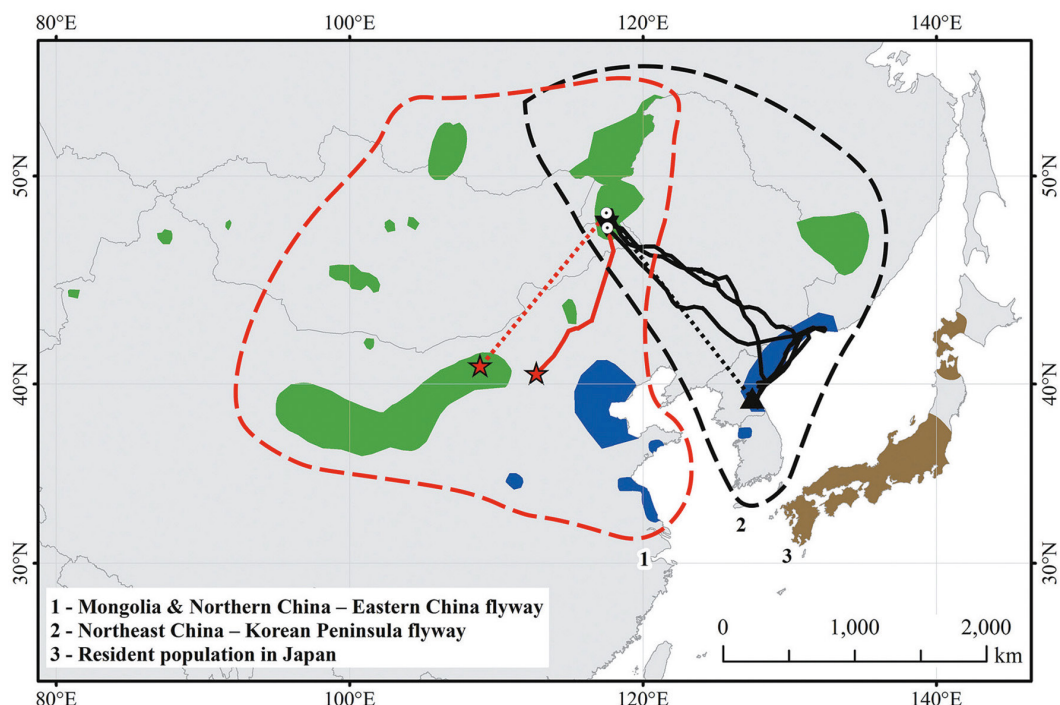 80°E 100°E 120°E 140°E
50°N 50°N
40°N 40°N
30°N 30°N
2
3
1
1 - Mongolia & Northern China – Eastern China flyway
2 - Northeast China – Korean Peninsula flyway
3 - Resident population in Japan
0 1,000 2,000
km
80°E 100°E 120°E 140°E